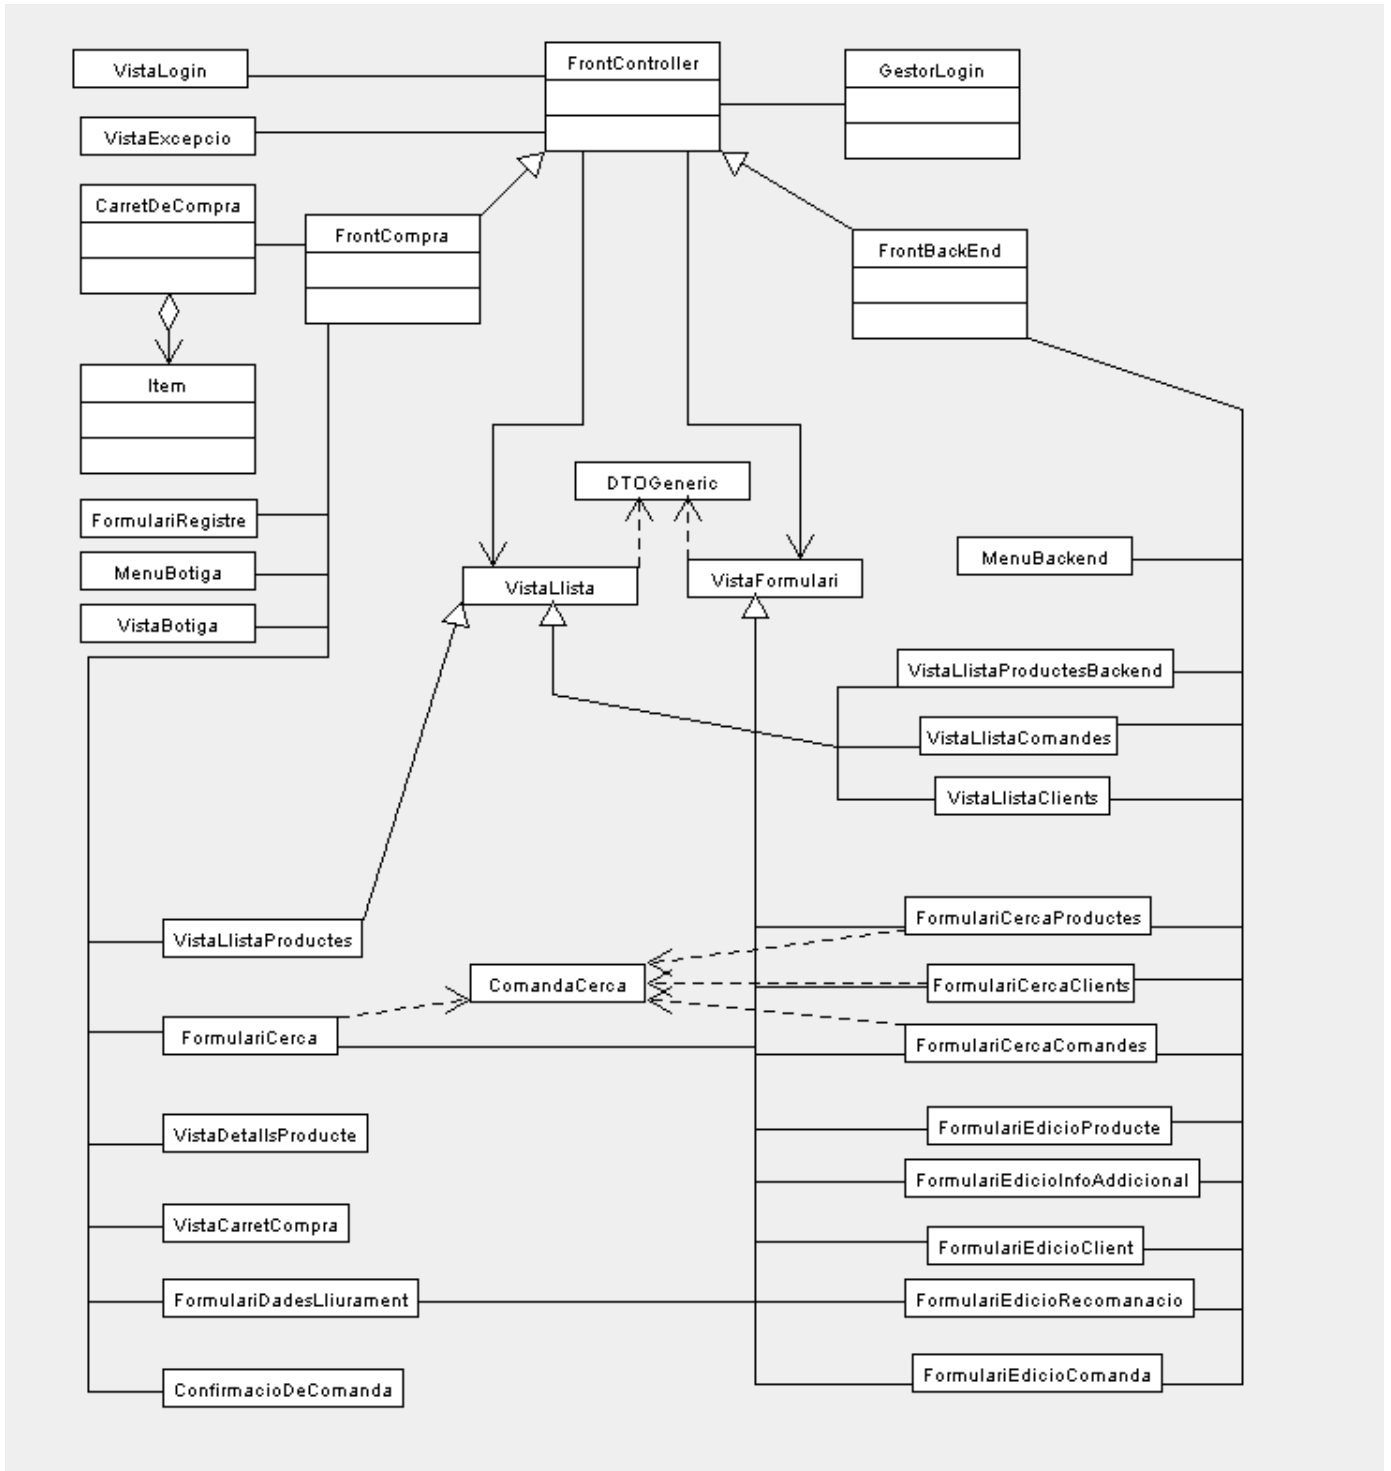 VistaLogin
FrontController
GestorLogin
VistaExcepcio
CarretDeCompra
FrontCompra
FrontBackEnd
Item
DTOGeneric
FormulariRegistre
MenuBackend
MenuBotiga
VistaLlista
VistaFormulari
VistaBotiga
VistaLlistaProductesBackend
VistaLlistaComandes
VistaLlistaClients
FormulariCercaProductes
VistaLlistaProductes
ComandaCerca
FormulariCercaClients
FormulariCerca
FormulariCercaComandes
VistaDetallsProducte
FormulariEdicioProducte
FormulariEdicioInfoAddicional
VistaCarretCompra
FormulariEdicioClient
FormulariDadesLliurament
FormulariEdicioRecomanacio
ConfirmacioDeComanda
FormulariEdicioComanda